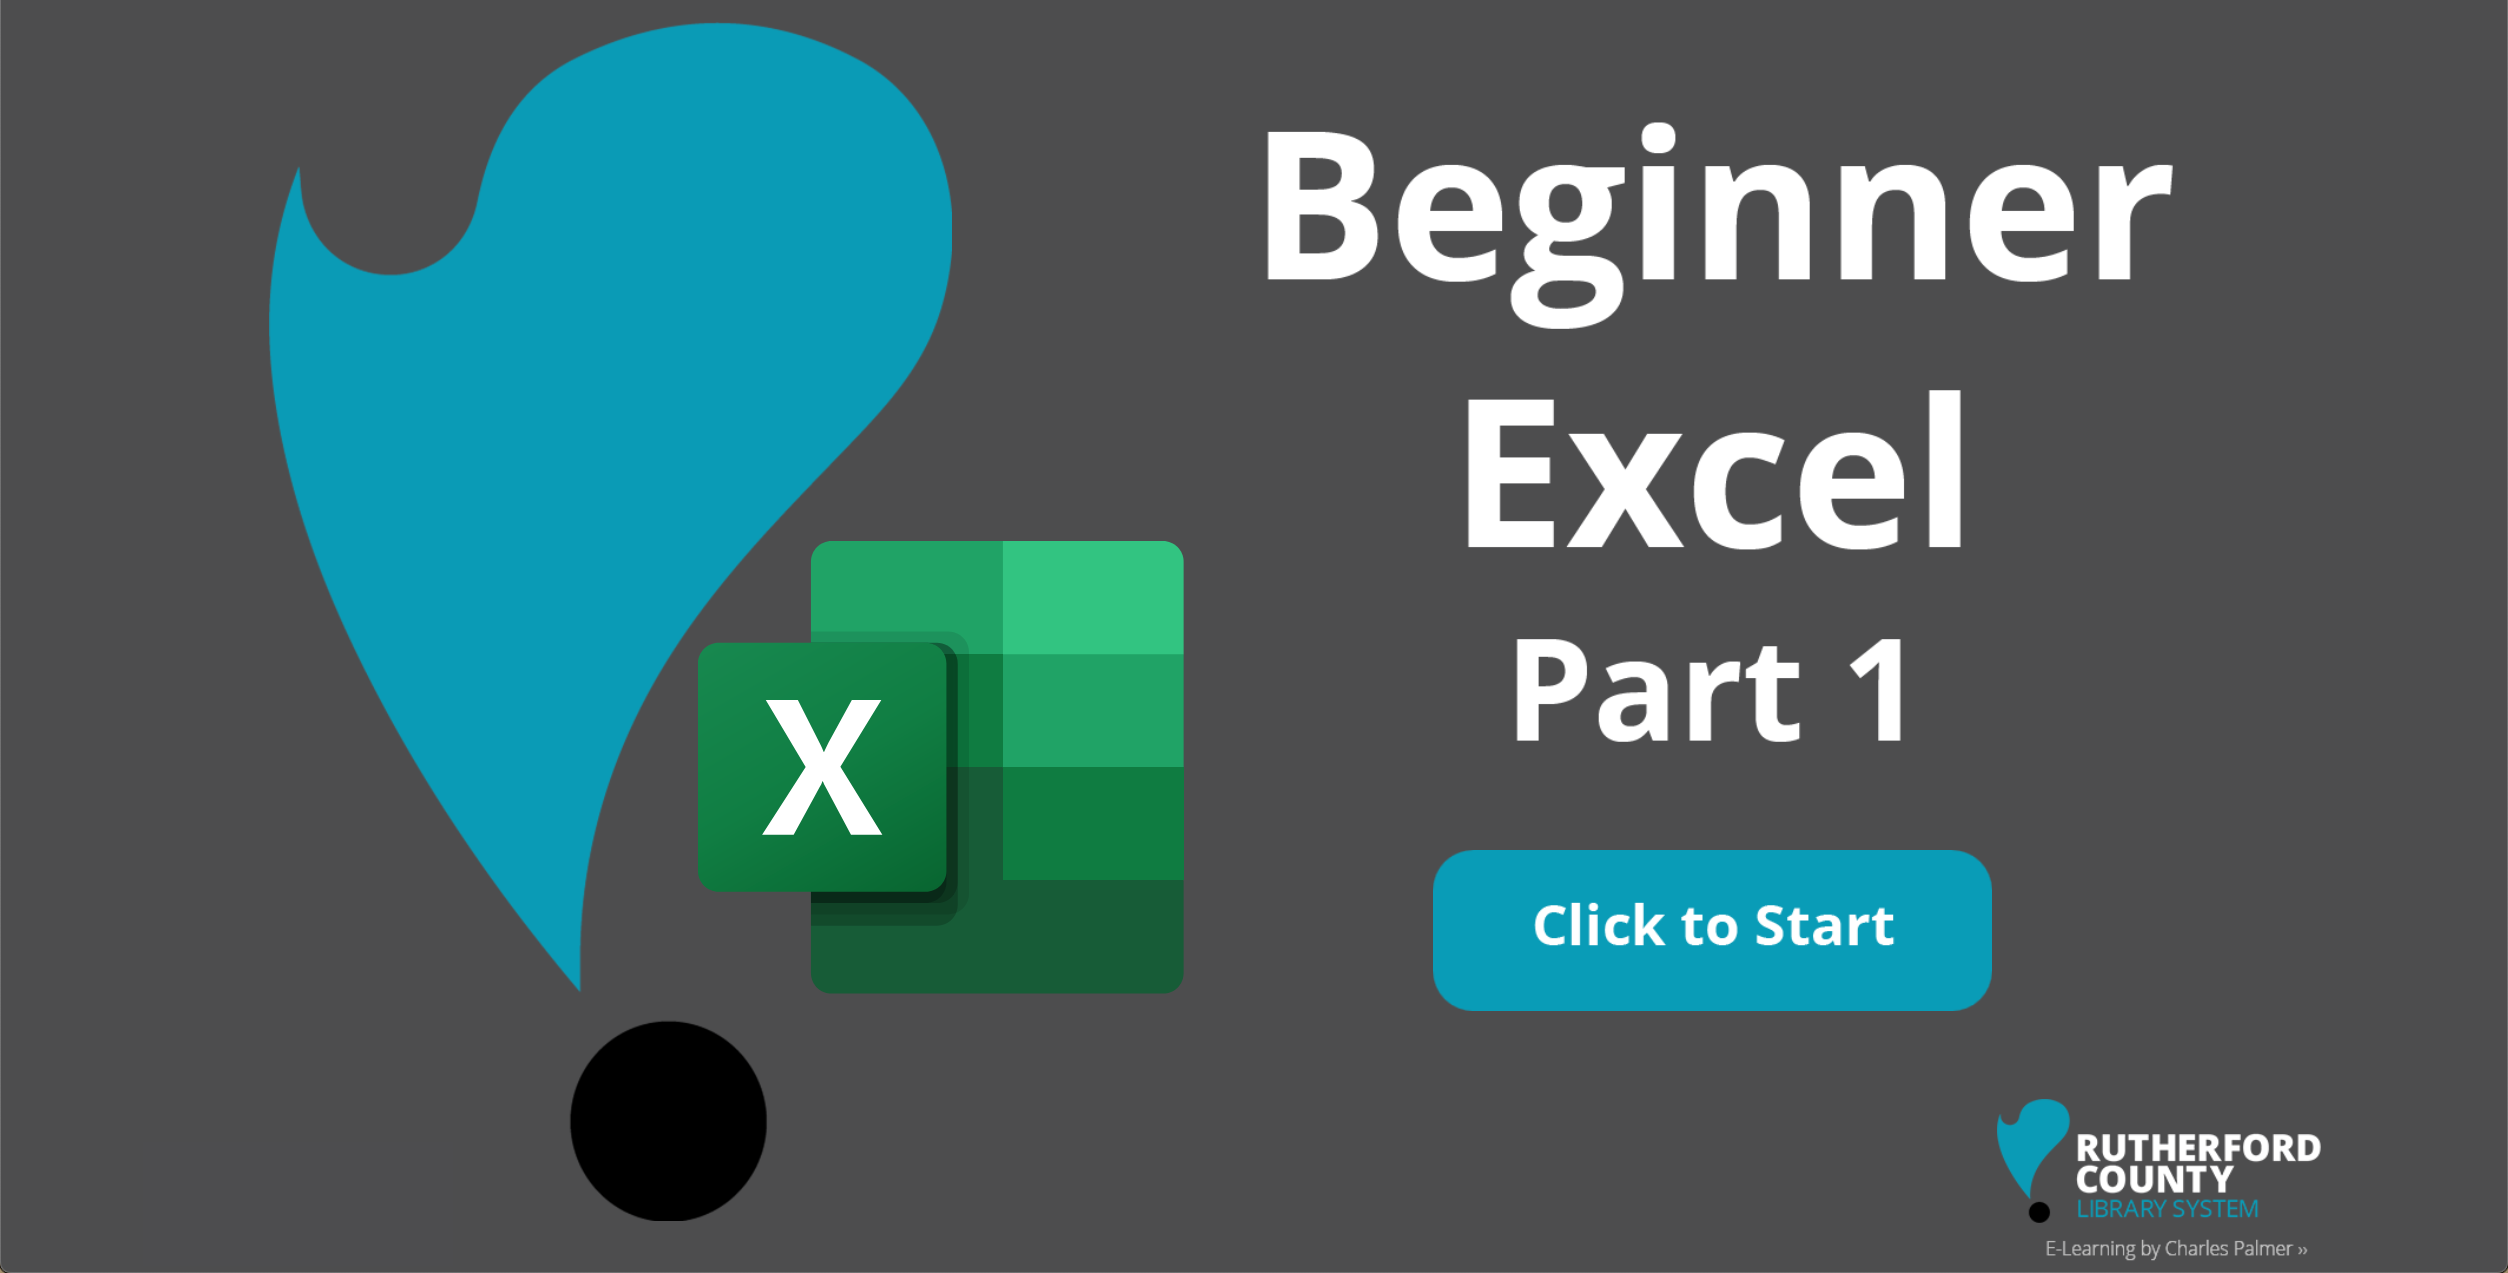 Beginner
Excel
Part 1
X
Click to Start
RUTHERFORD
COUNTY
LIBRARY SYSTEM
E-Learning by Charles Palmer »